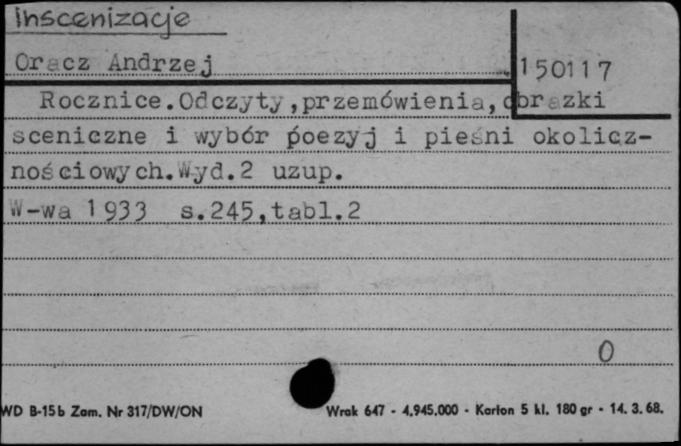 Inscenizacje
Oracz Andrzej
150117
Rocznice.Odczyty,przemówienia,obrazki
sceniczne i wybór poezyj i pieśni okolicz-
nościowych.Wyd.2 uzup.
W-wa 1933 s.245,tabl.2
0
WD B-15b Zam. Nr 317/DW/ON
Wrak 647 - 4.945.000 - Karton 5 kl. 180 gr - 14. 3. 68.